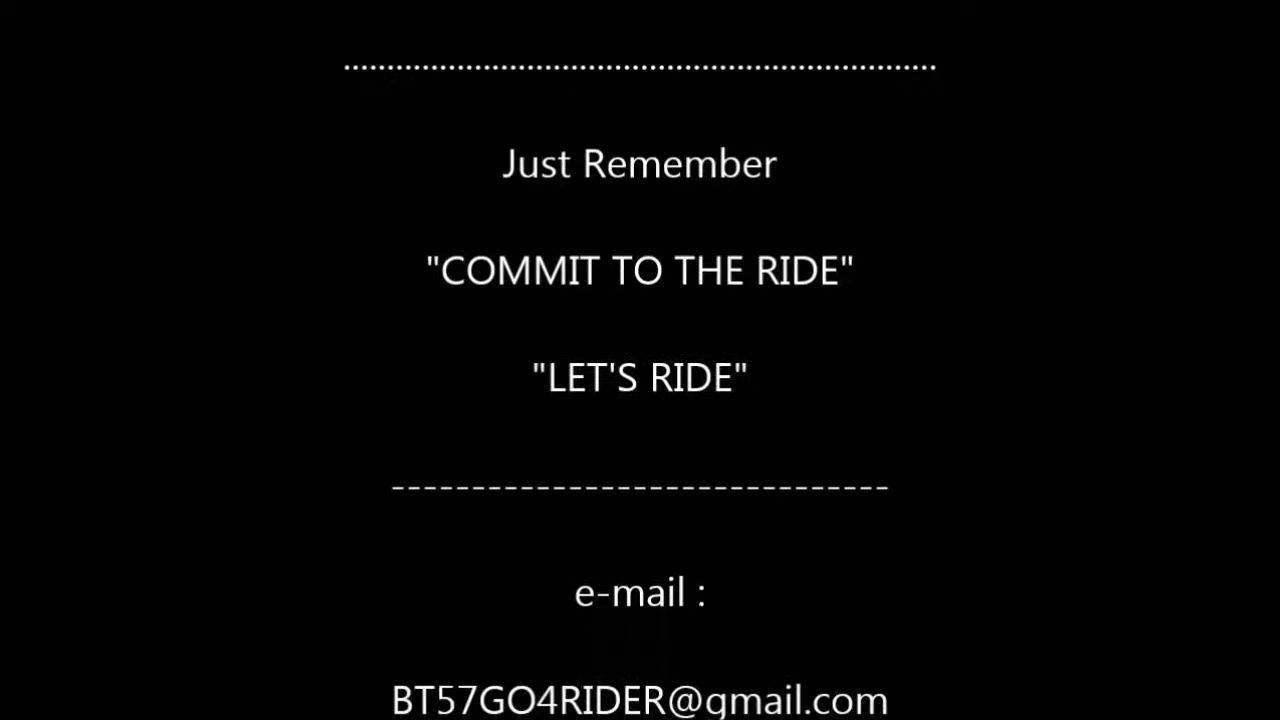 ...................................................................
Just Remember
"COMMIT TO THE RIDE"
"LET'S RIDE"
-------------------------------
e-mail :
BT57GO4RIDER@gmail.com